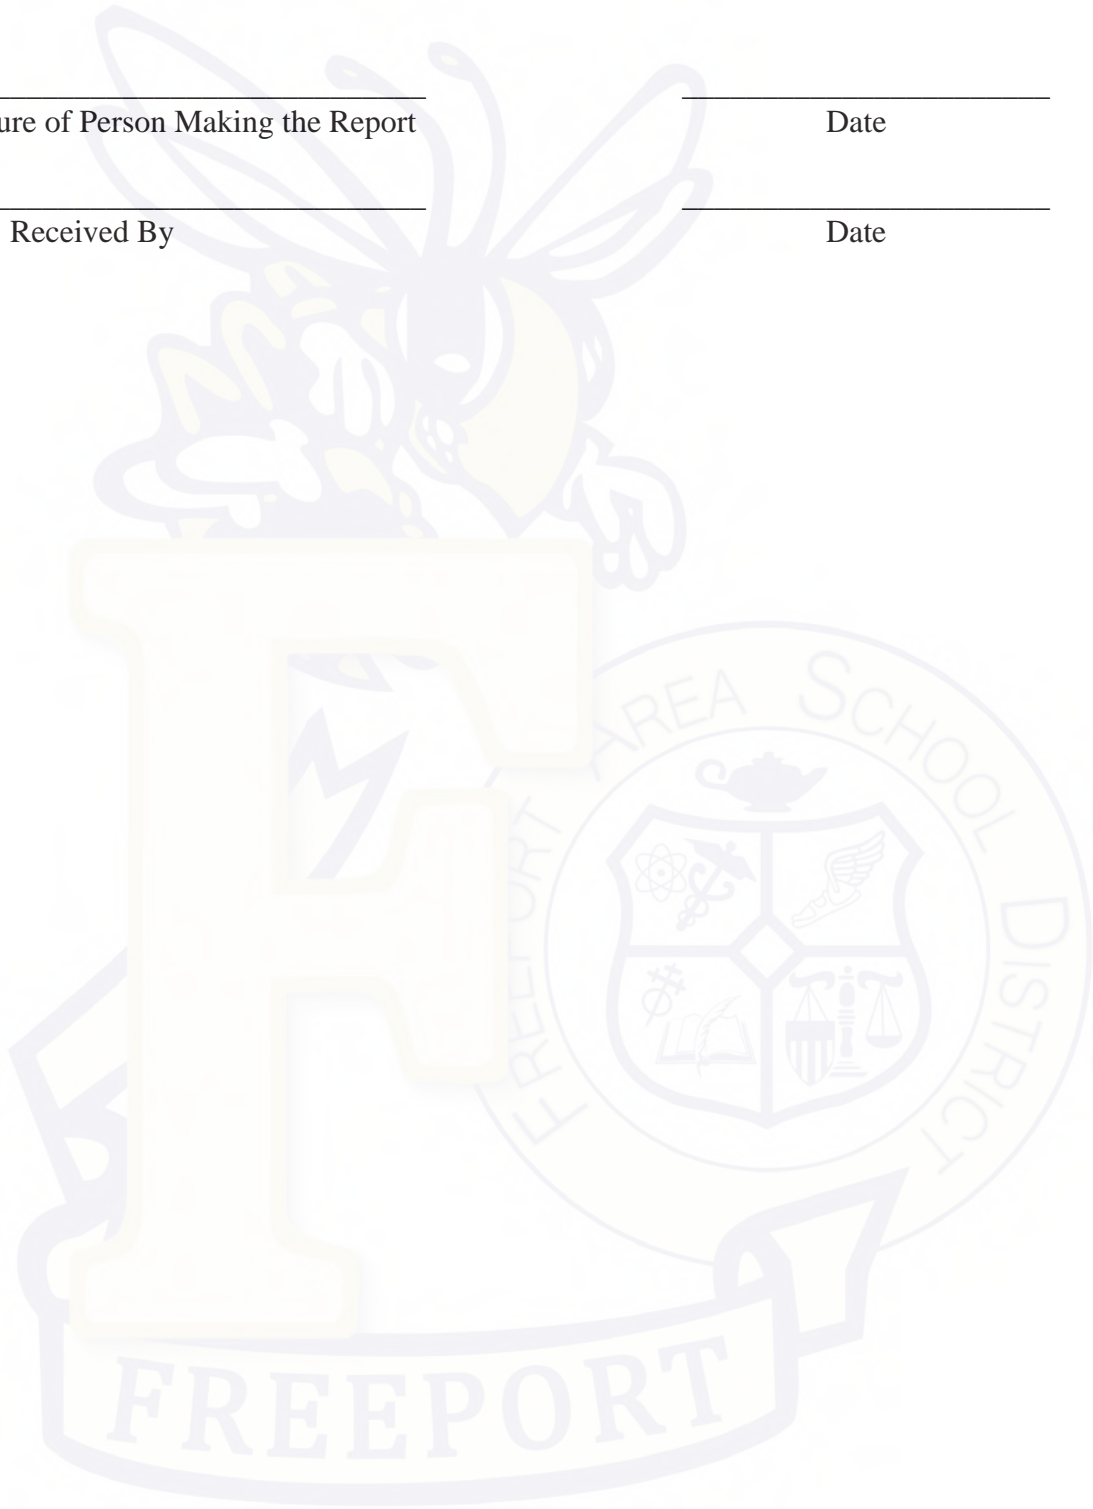 ure of Person Making the Report Date
Received By Date
FREEPORT AREA SCHOOL DISTRICT
FREEPORT